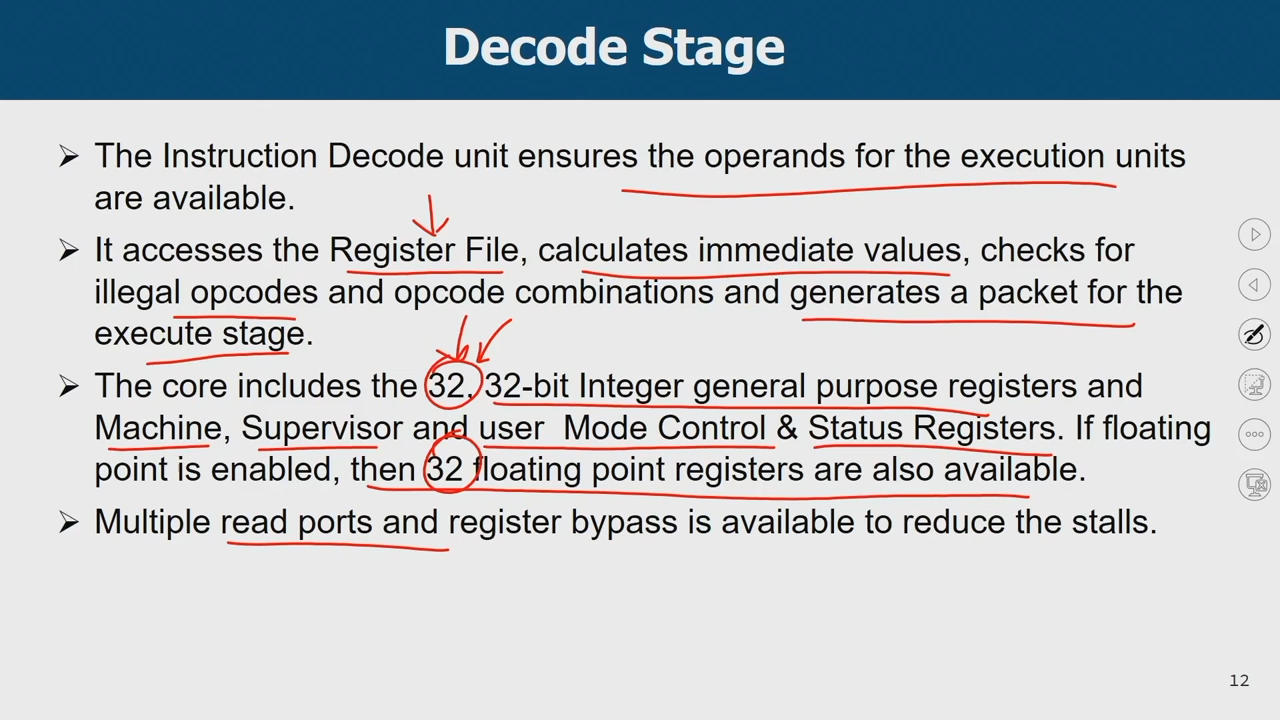 Decode Stage
➢ The Instruction Decode unit ensures the operands for the execution units
are available.
➢ It accesses the Register File, calculates immediate values, checks for
illegal opcodes and opcode combinations and generates a packet for the
execute stage.
➢ The core includes the 32, 32-bit Integer general purpose registers and
Machine, Supervisor and user Mode Control & Status Registers. If floating
point is enabled, then 32 floating point registers are also available.
➢ Multiple read ports and register bypass is available to reduce the stalls.
12